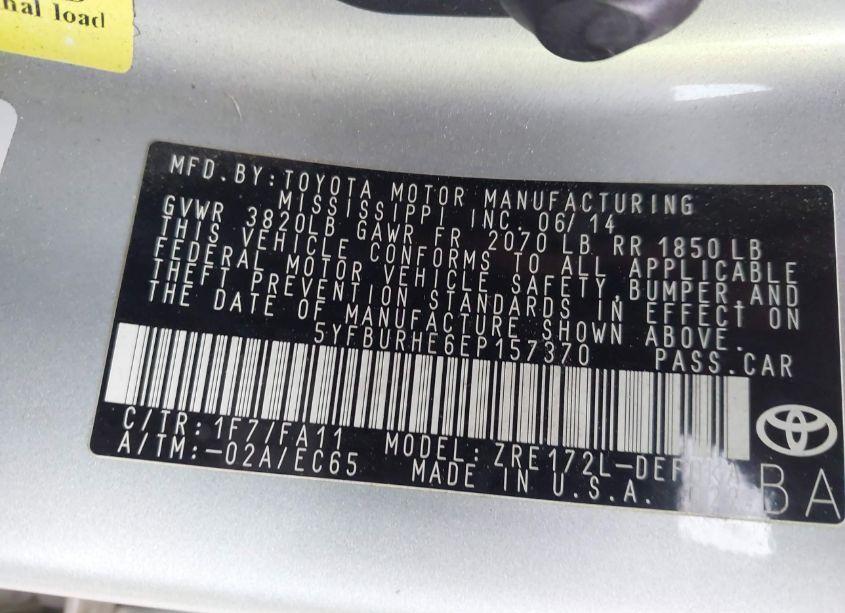 nal load
MFD. BY: TOYOTA MOTOR MANUFACTURING
MISSISSIPPI INC. 06/14
GVWR 3820LB GAWR FR 2070 LB RR 1850 LB
THIS VEHICLE CONFORMS TO ALL APPLICABLE
FEDERAL MOTOR VEHICLE SAFETY, BUMPER, AND
THEFT PREVENTION STANDARDS IN EFFECT ON
THE DATE OF MANUFACTURE SHOWN ABOVE.
5YFBURHE6EP157370 PASS. CAR
C/TR: 1F7/FA11 MODEL:
A/TM: -02A/EC65 MADE IN U.S.A. BA